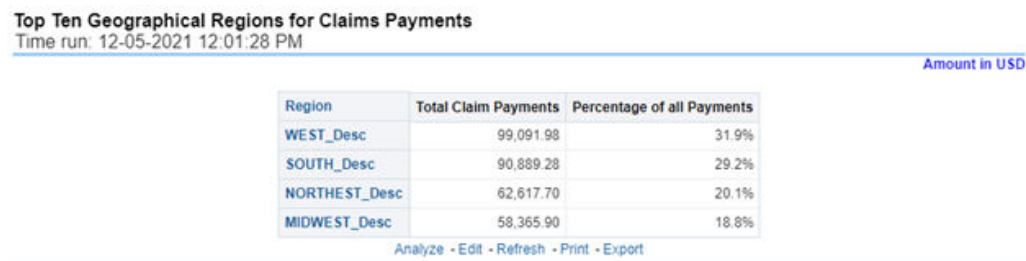 Top Ten Geographical Regions for Claims Payments
Time run: 12-05-2021 12:01:28 PM
Amount in USD
Region Total Claim Payments Percentage of all Payments
WEST_Desc 99,091.98 31.9%
SOUTH_Desc 90,889.28 29.2%
NORTHEST_Desc 62,617.70 20.1%
MIDWEST_Desc 58,365.90 18.8%
Analyze - Edit - Refresh - Print - Export